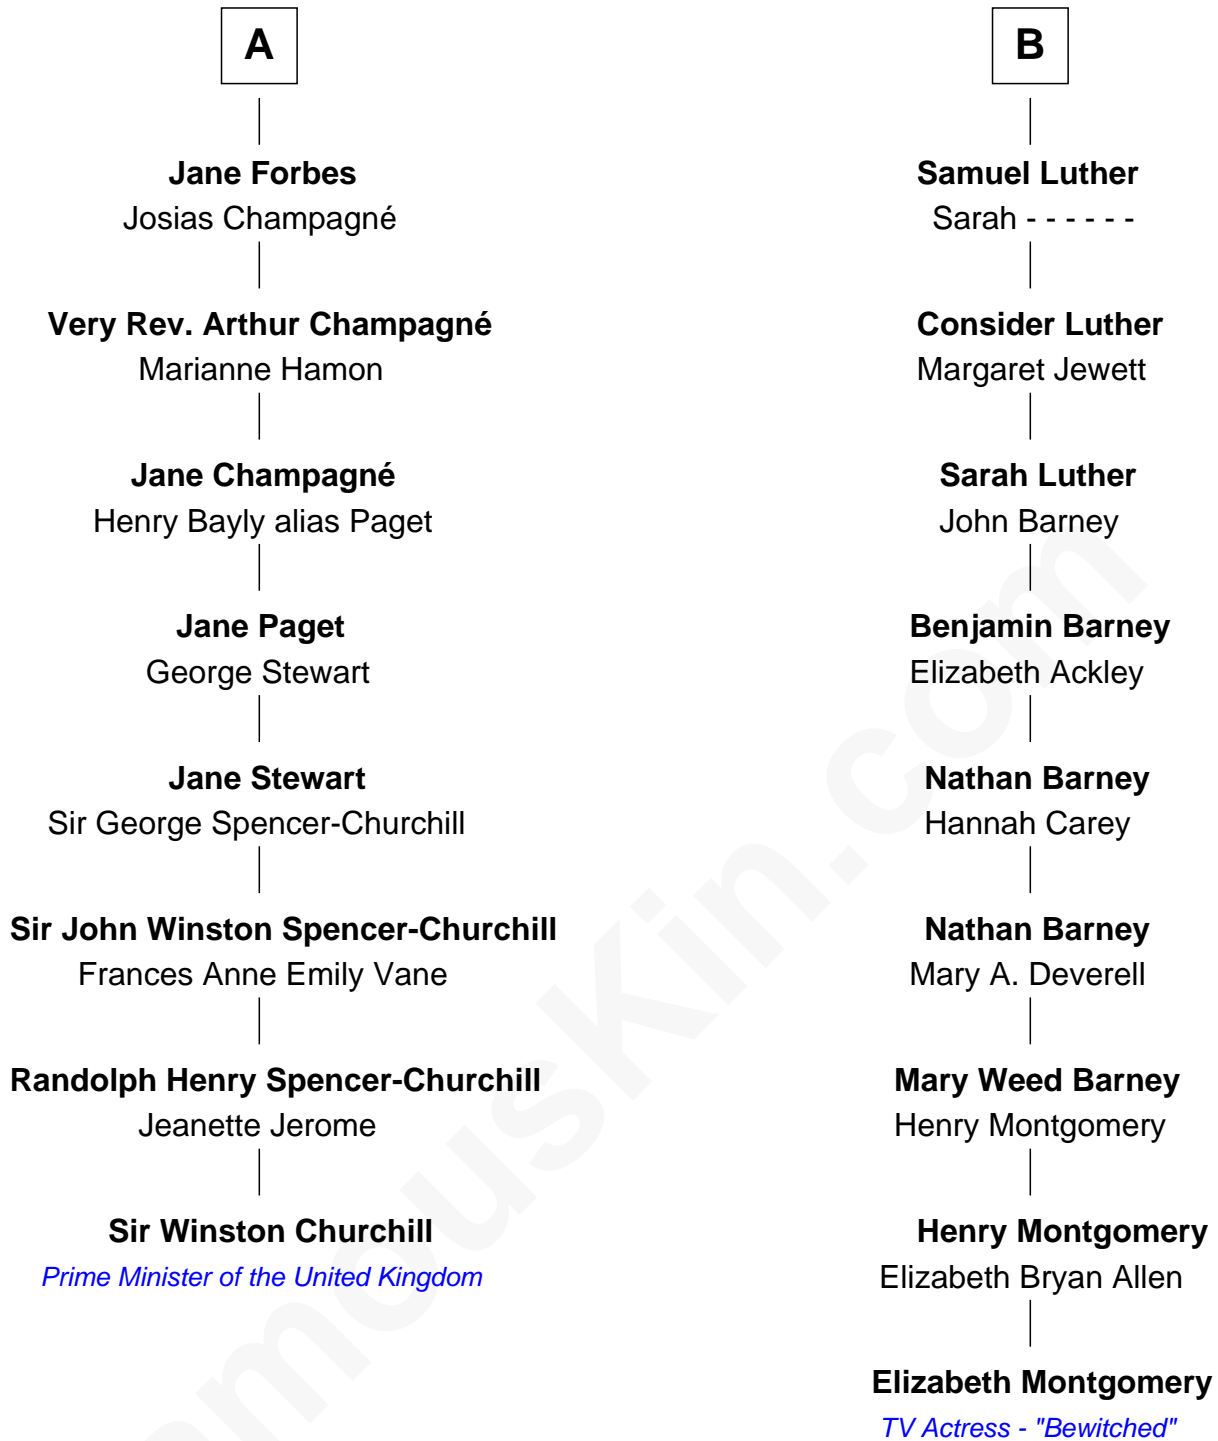 A
Jane Forbes
Josias Champagné
Very Rev. Arthur Champagné
Marianne Hamon
Jane Champagné
Henry Bayly alias Paget
Jane Paget
George Stewart
Jane Stewart
Sir George Spencer-Churchill
Sir John Winston Spencer-Churchill
Frances Anne Emily Vane
Randolph Henry Spencer-Churchill
Jeanette Jerome
Sir Winston Churchill
Prime Minister of the United Kingdom
B
Samuel Luther
Sarah - - - - - -
Consider Luther
Margaret Jewett
Sarah Luther
John Barney
Benjamin Barney
Elizabeth Ackley
Nathan Barney
Hannah Carey
Nathan Barney
Mary A. Deverell
Mary Weed Barney
Henry Montgomery
Henry Montgomery
Elizabeth Bryan Allen
Elizabeth Montgomery
TV Actress - "Bewitched"
mousKin.com